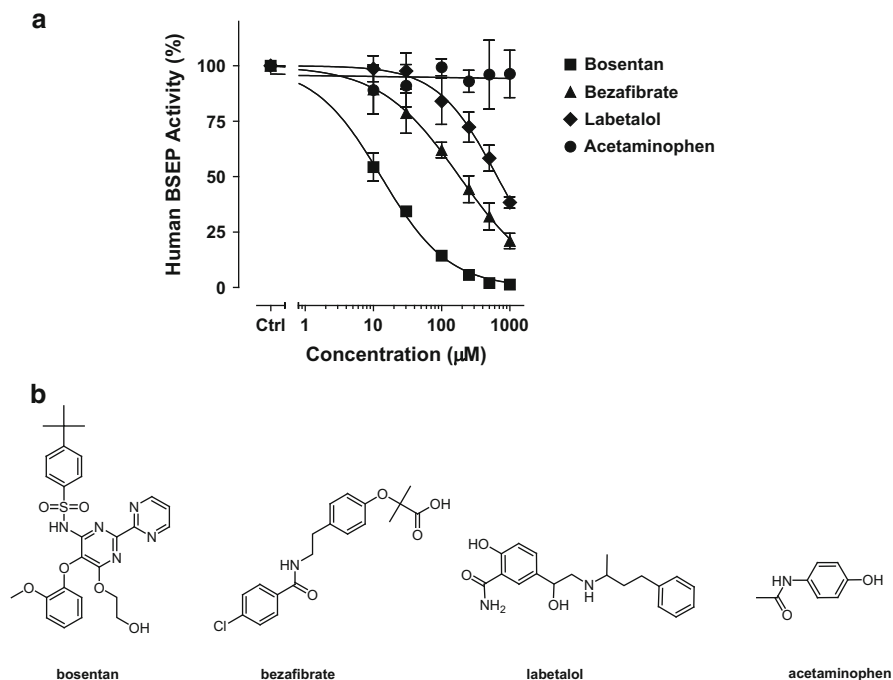 a
Human BSEP Activity (%)
100
75
50
25
0
Ctrl
1
10
100
1000
Concentration (μM)
Bosentan
Bezafibrate
Labetalol
Acetaminophen
b
O=S=O
HN
N
N
N
N
O
O
O
OH
bosentan
O
OH
O
HN
O
Cl
bezafibrate
HO
O
NH2
OH
N
H
labetalol
HN
O
OH
acetaminophen